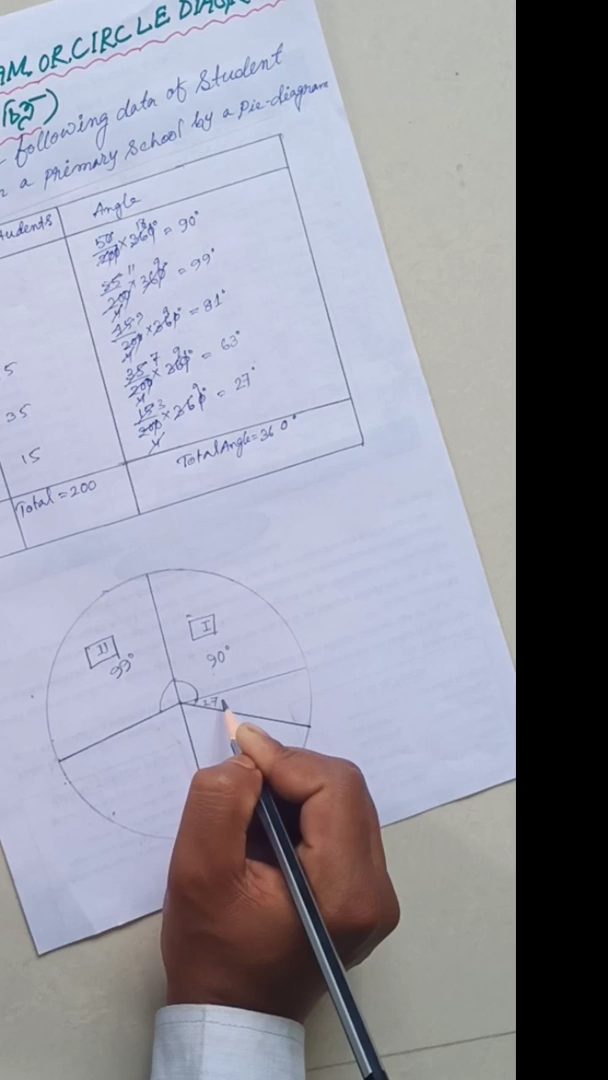 OR CIRCLE DIAGR
following data of Student
a primary School by a Pie-diagram
tudents Angle
50/200 × 360° = 90°
55/200 × 360° = 99°
45/200 × 360° = 81°
5
35/200 × 360° = 63°
35
15/200 × 360° = 27°
15
Total = 200 Total Angle = 360°
I
II
90°
99°
27